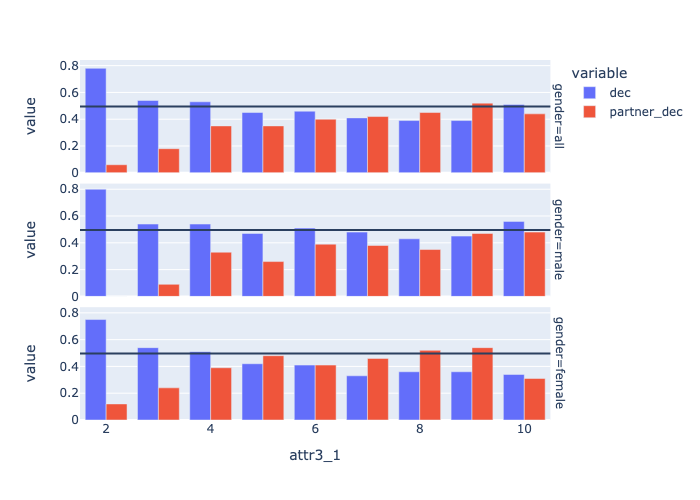 variable
dec
partner_dec
value
0.8
0.6
0.4
0.2
0
gender=all
value
0.8
0.6
0.4
0.2
0
gender=male
value
0.8
0.6
0.4
0.2
0
gender=female
2 4 6 8 10
attr3_1